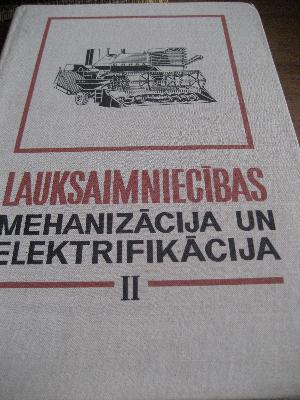 LAUKSAIMNIECĪBAS
MEHANIZĀCIJA UN
ELEKTRIFIKĀCIJA
II